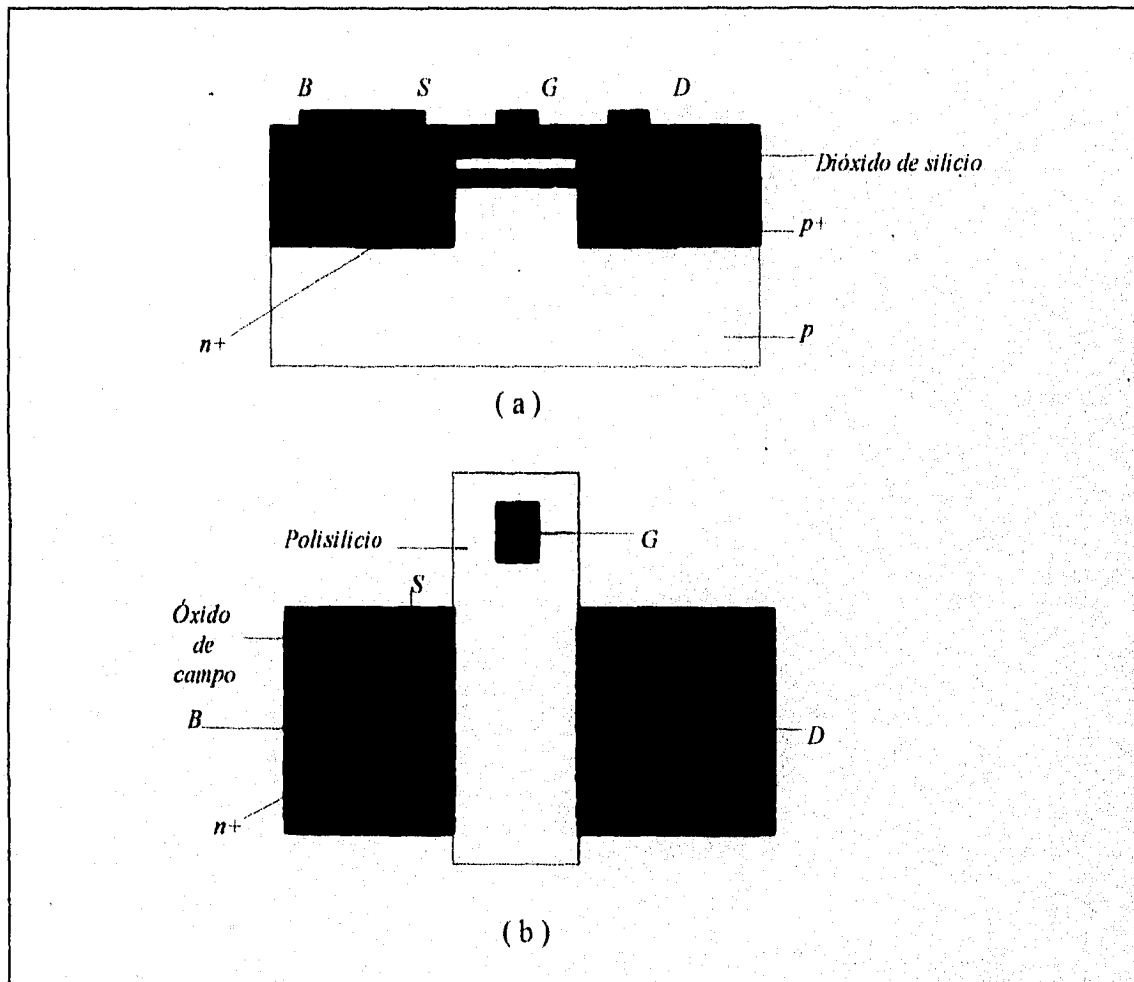 B S G D
Dióxido de silicio
p+
n+
p
(a)
Polisilicio
G
S
Óxido
de
campo
B
D
n+
(b)